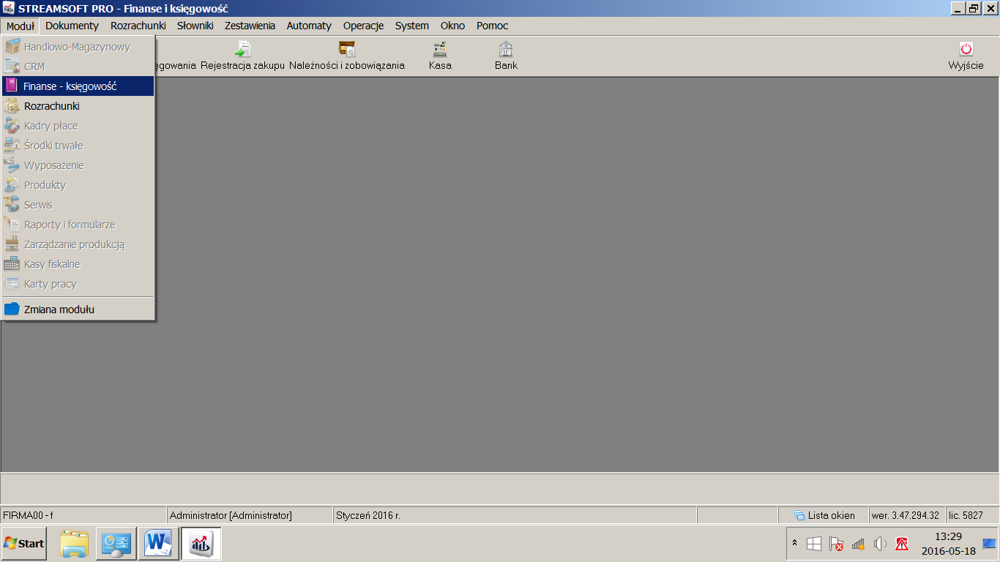 STREAMSOFT PRO - Finanse i księgowość
Moduł Dokumenty Rozrachunki Słowniki Zestawienia Automaty Operacje System Okno Pomoc
Rejestracja zakupu Należności i zobowiązania Kasa Bank Wyjście
Handlowo-Magazynowy
CRM
Finanse - księgowość
Rozrachunki
Kadry płace
Środki trwałe
Wyposażenie
Produkty
Serwis
Raporty i formularze
Zarządzanie produkcją
Kasy fiskalne
Karty pracy
Zmiana modułu
FIRMA00 - f Administrator [Administrator] Styczeń 2016 r. Lista okien wer. 3.47.294.32 lic. 5827
Start
13:29
2016-05-18